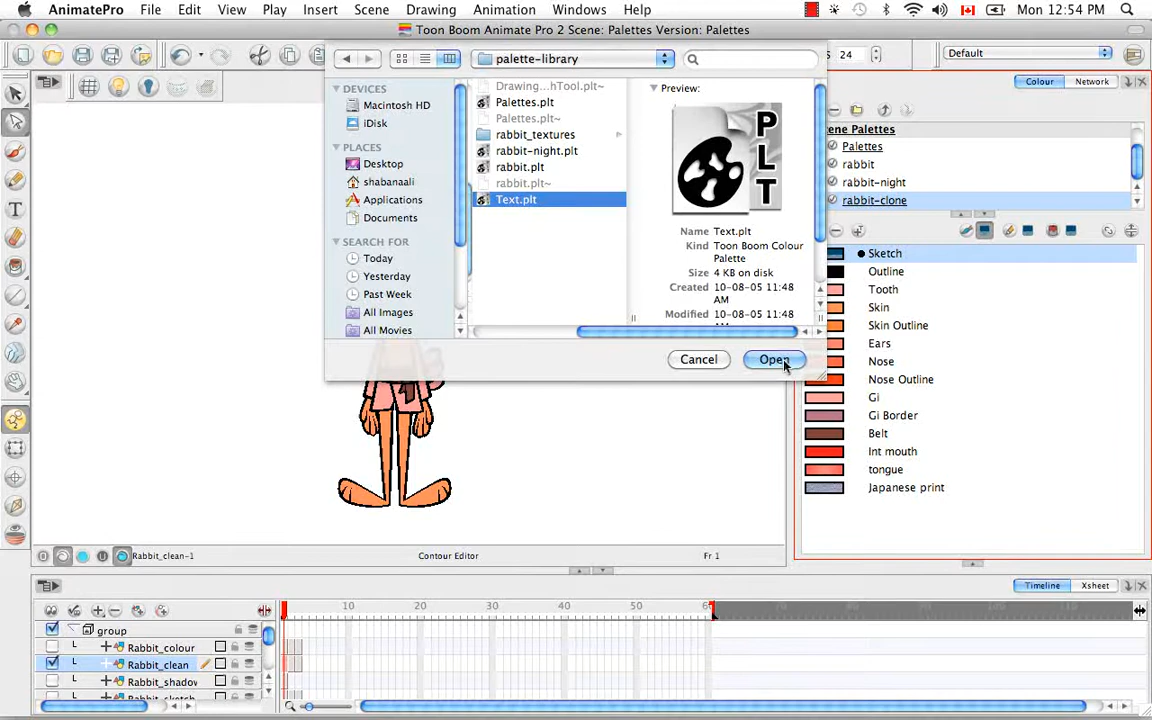 AnimatePro File Edit View Play Insert Scene Drawing Animation Windows Help Mon 12:54 PM
Toon Boom Animate Pro 2 Scene: Palettes Version: Palettes
palette-library
24
Default
DEVICES
Macintosh HD
iDisk
PLACES
Desktop
shabanaali
Applications
Documents
SEARCH FOR
Today
Yesterday
Past Week
All Images
All Movies
Drawing...hTool.plt~
Palettes.plt
Palettes.plt~
rabbit_textures
rabbit-night.plt
rabbit.plt
rabbit.plt~
Text.plt
Preview:
PLT
Name Text.plt
Kind Toon Boom Colour
Palette
Size 4 KB on disk
Created 10-08-05 11:48
AM
Modified 10-08-05 11:48
Cancel Open
Colour Network
ene Palettes
Palettes
rabbit
rabbit-night
rabbit-clone
Sketch
Outline
Tooth
Skin
Skin Outline
Ears
Nose
Nose Outline
Gi
Gi Border
Belt
Int mouth
tongue
Japanese print
Rabbit_clean-1 Contour Editor Fr 1
Timeline Xsheet
10 20 30 40 50
group
Rabbit_colour
Rabbit_clean
Rabbit_shadow